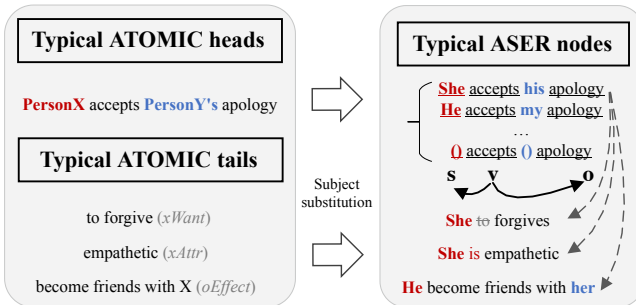 Typical ATOMIC heads
PersonX accepts PersonY's apology
Typical ATOMIC tails
to forgive (xWant)
empathetic (xAttr)
become friends with X (oEffect)
Subject
substitution
Typical ASER nodes
She accepts his apology
He accepts my apology
...
() accepts () apology
s v o
She to forgives
She is empathetic
He become friends with her